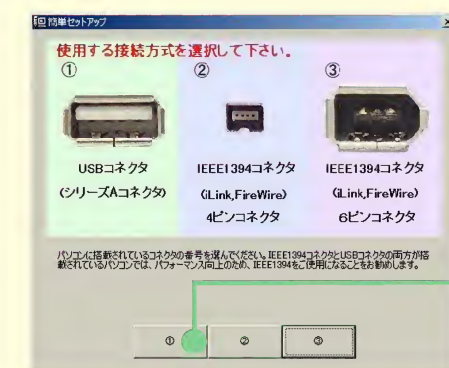 簡単セットアップ
使用する接続方式を選択して下さい。
① ② ③
USBコネクタ IEEE1394コネクタ IEEE1394コネクタ
(シリーズAコネクタ) (iLink,FireWire) (iLink,FireWire)
4ピンコネクタ 6ピンコネクタ
パソコンに搭載されているコネクタの番号を選んでください。IEEE1394コネクタとUSBコネクタの両方が搭
載されているパソコンでは、パフォーマンス向上のため、IEEE1394をご使用になることをお勧めします。
① ② ③